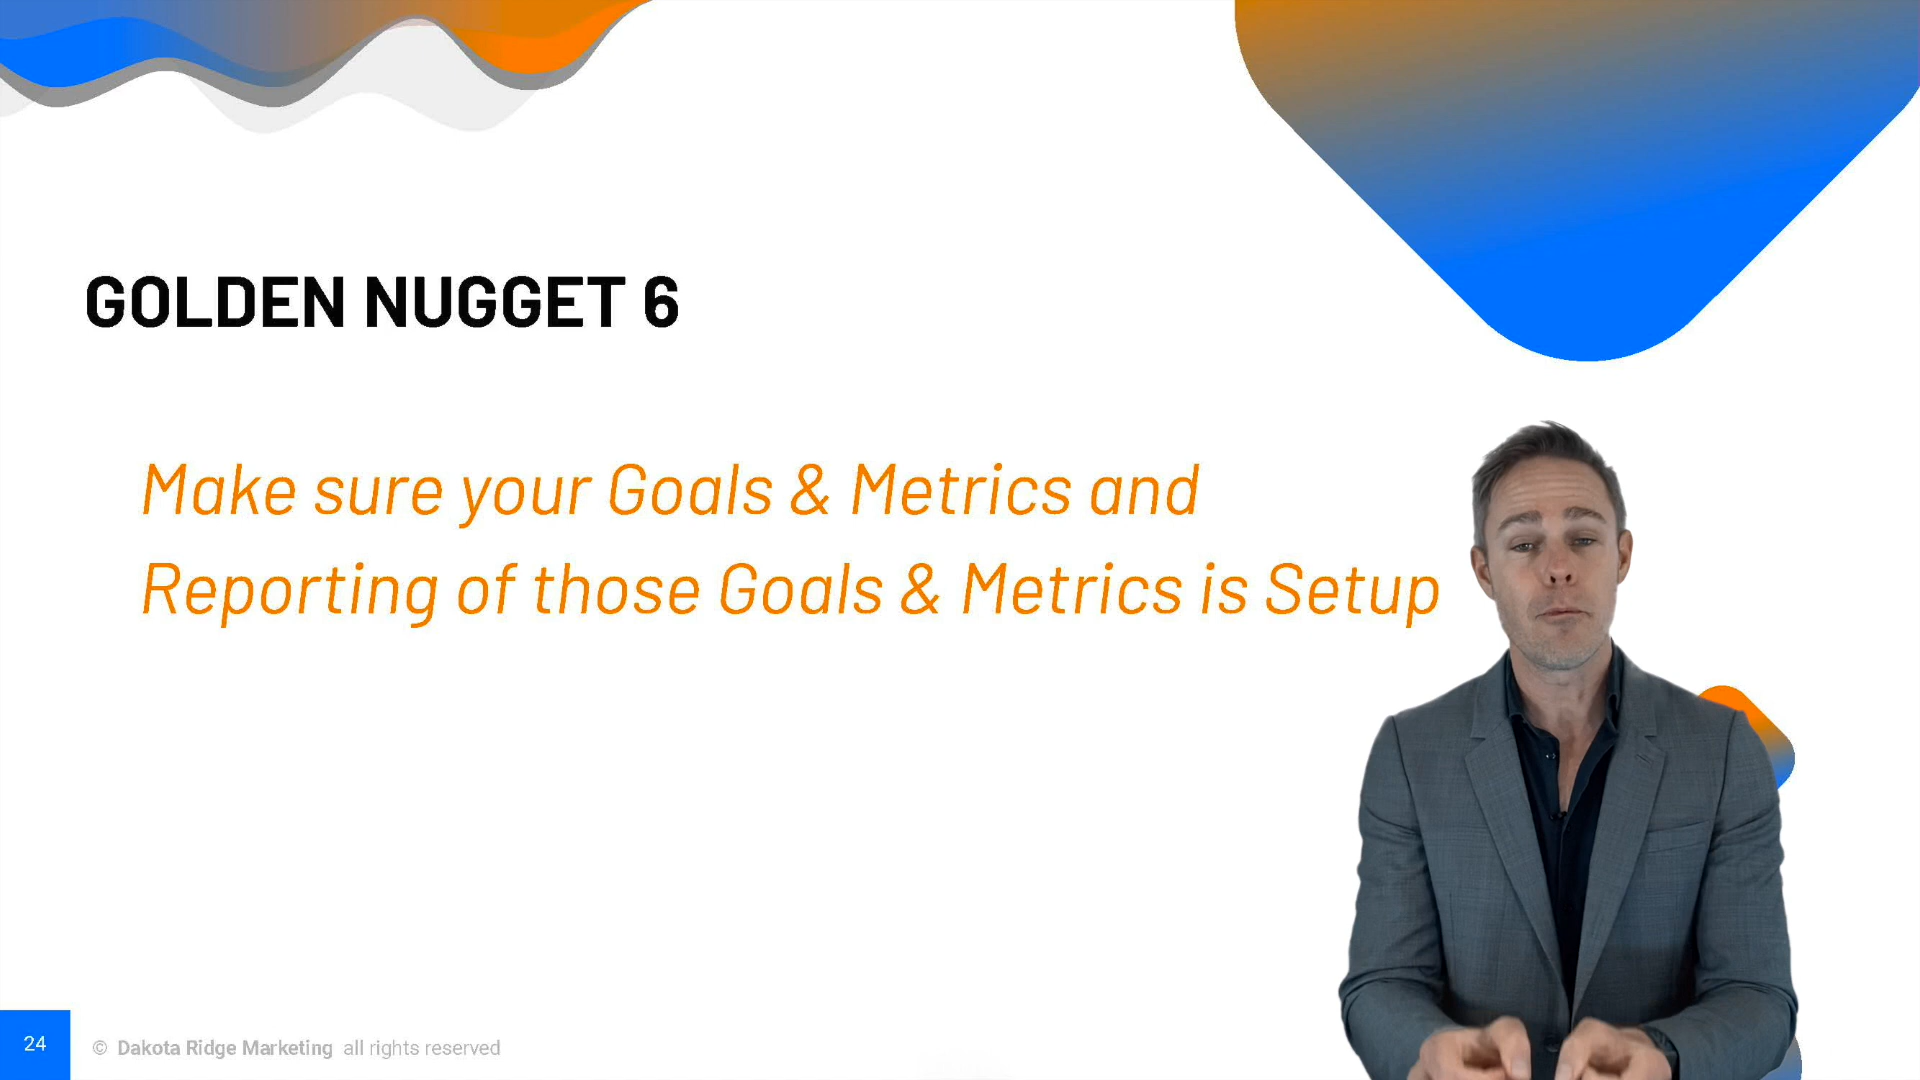 GOLDEN NUGGET 6
Make sure your Goals & Metrics and
Reporting of those Goals & Metrics is Setup
24
© Dakota Ridge Marketing all rights reserved